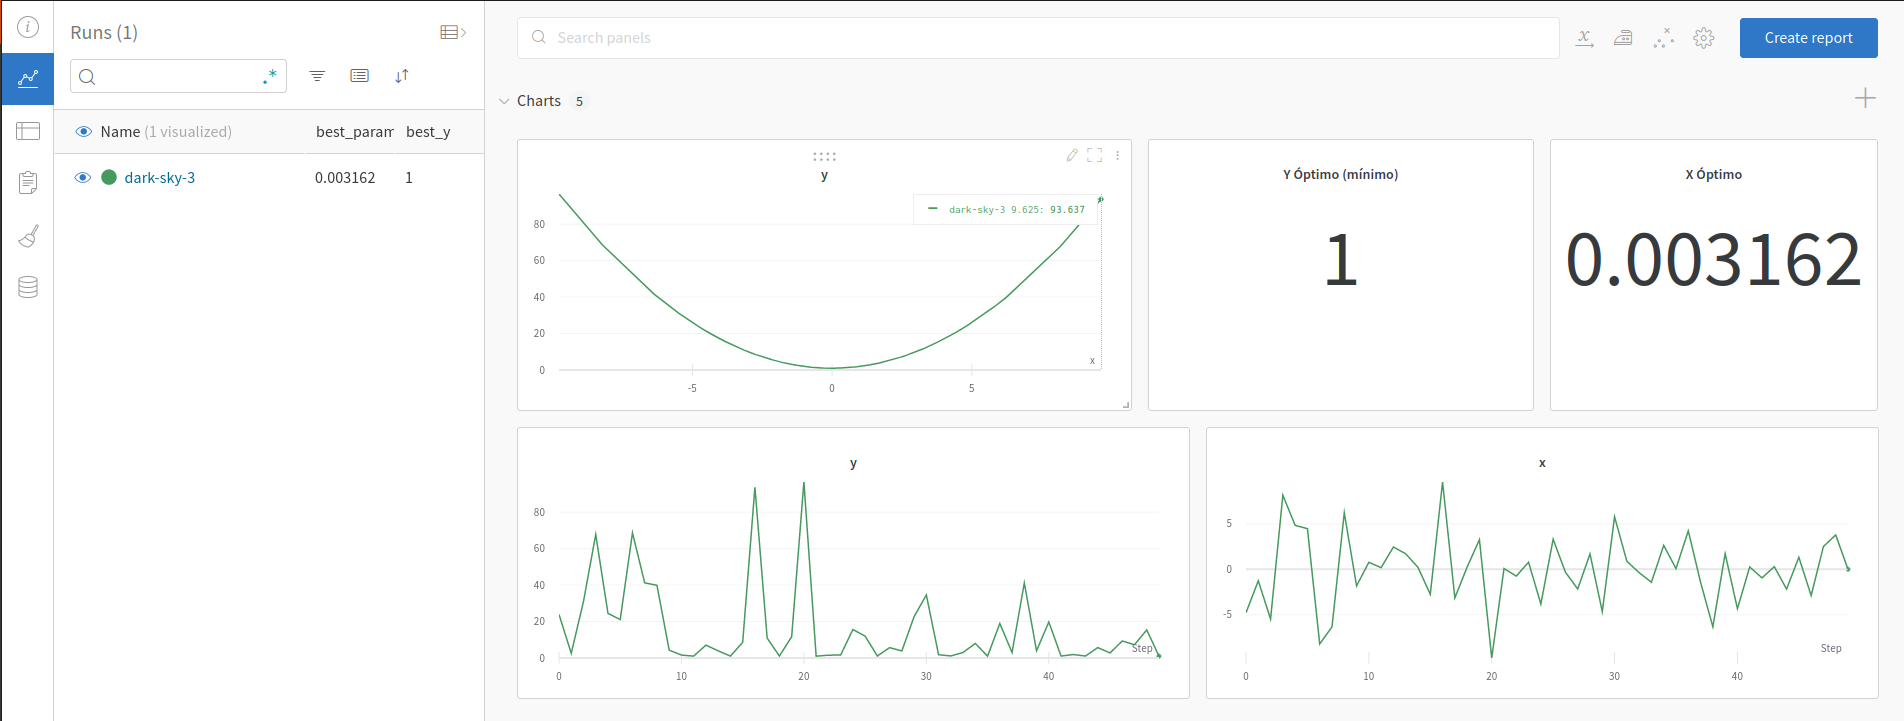 Runs (1)
.*
Name (1 visualized) best_param best_y
dark-sky-3 0.003162 1
Search panels
Create report
Charts 5
y
dark-sky-3 9.625: 93.637
80
60
40
20
0
-5 0 5
x
Y Óptimo (mínimo)
1
X Óptimo
0.003162
y
80
60
40
20
0
0 10 20 30 40
Step
x
5
0
-5
0 10 20 30 40
Step